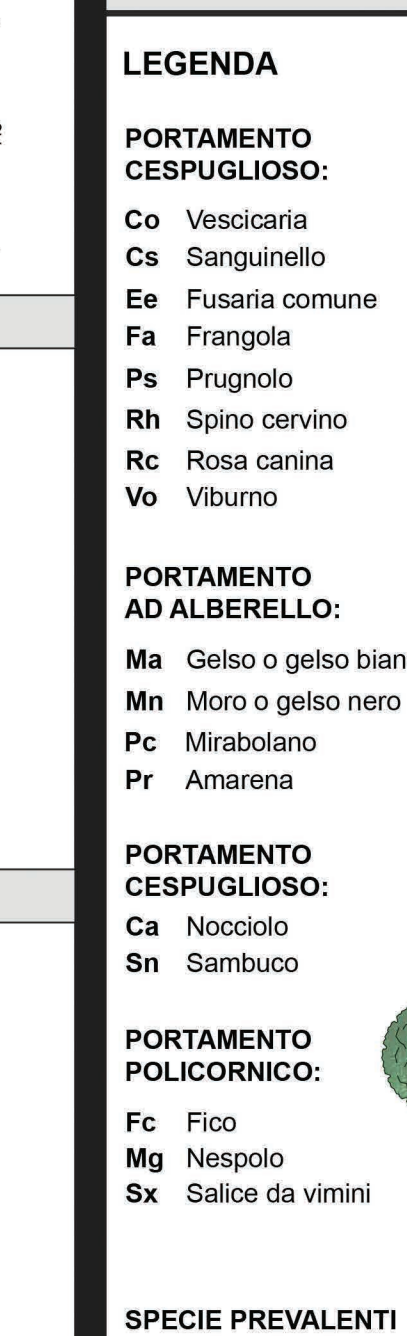 LEGENDA
PORTAMENTO
CESPUGLIOSO:
Co Vescicaria
Cs Sanguinello
Ee Fusaria comune
Fa Frangola
Ps Prugnolo
Rh Spino cervino
Rc Rosa canina
Vo Viburno
PORTAMENTO
AD ALBERELLO:
Ma Gelso o gelso bian
Mn Moro o gelso nero
Pc Mirabolano
Pr Amarena
PORTAMENTO
CESPUGLIOSO:
Ca Nocciolo
Sn Sambuco
PORTAMENTO
POLICORNICO:
Fc Fico
Mg Nespolo
Sx Salice da vimini
SPECIE PREVALENTI